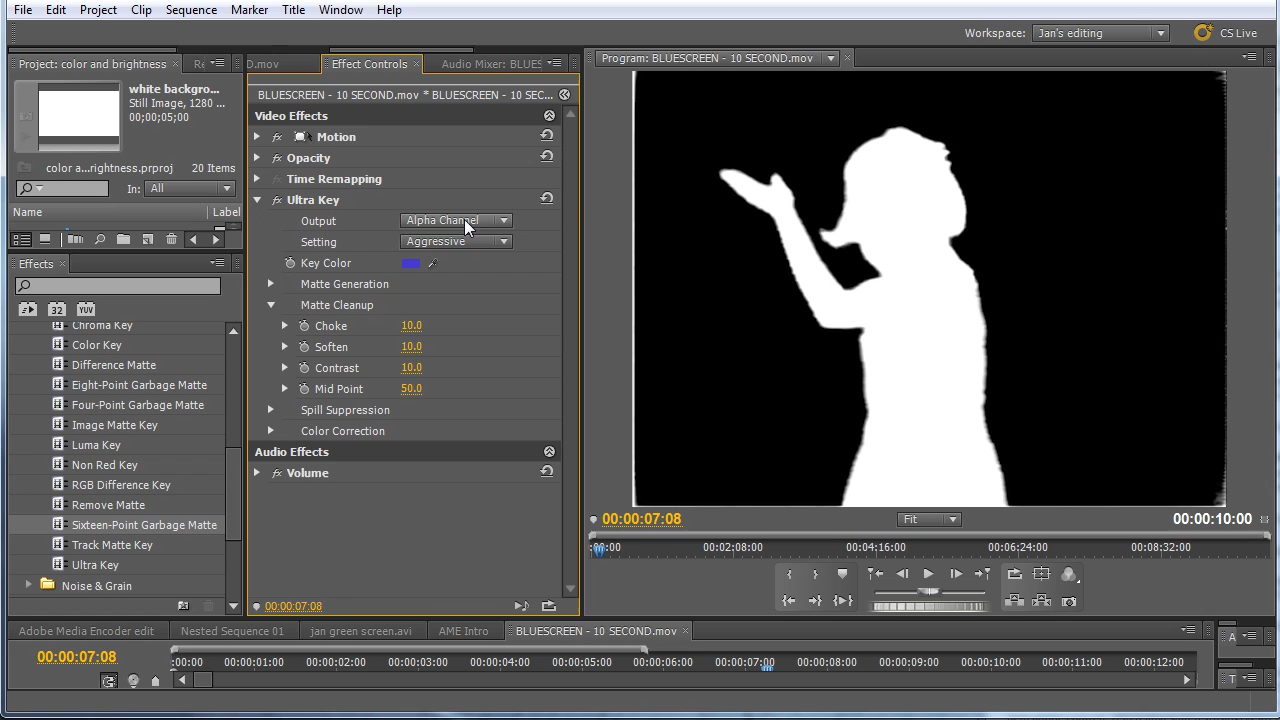 File Edit Project Clip Sequence Marker Title Window Help
Workspace: Jan's editing CS Live
Project: color and brightness
white backgro...
Still Image, 1280 ...
00;00;05;00
color a...rightness.prproj 20 Items
In: All
Name Label
Effects
32 YUV
Chroma Key
Color Key
Difference Matte
Eight-Point Garbage Matte
Four-Point Garbage Matte
Image Matte Key
Luma Key
Non Red Key
RGB Difference Key
Remove Matte
Sixteen-Point Garbage Matte
Track Matte Key
Ultra Key
Noise & Grain
D.mov Effect Controls Audio Mixer: BLUES
BLUESCREEN - 10 SECOND.mov * BLUESCREEN - 10 SEC...
Video Effects
fx Motion
fx Opacity
fx Time Remapping
fx Ultra Key
Output Alpha Channel
Setting Aggressive
Key Color
Matte Generation
Matte Cleanup
Choke 10.0
Soften 10.0
Contrast 10.0
Mid Point 50.0
Spill Suppression
Color Correction
Audio Effects
fx Volume
00:00:07:08
Program: BLUESCREEN - 10 SECOND.mov
00:00:07:08 Fit 00:00:10:00
:00:00 00:02:08:00 00:04:16:00 00:06:24:00 00:08:32:00
Adobe Media Encoder edit Nested Sequence 01 jan green screen.avi AME Intro BLUESCREEN - 10 SECOND.mov
00:00:07:08
:00:00 00:00:01:00 00:00:02:00 00:00:03:00 00:00:04:00 00:00:05:00 00:00:06:00 00:00:07:00 00:00:08:00 00:00:09:00 00:00:10:00 00:00:11:00 00:00:12:00
A
T